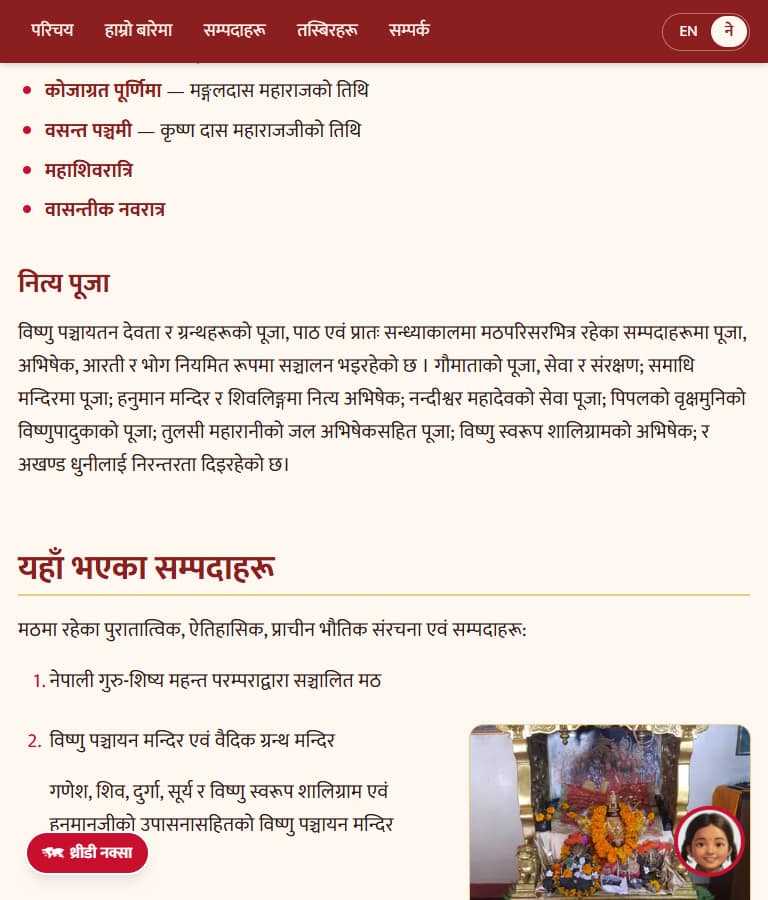 परिचय हाम्रो बारेमा सम्पदाहरू तस्बिरहरू सम्पर्क EN ने
कोजाग्रत पूर्णिमा — मङ्गलदास महाराजको तिथि
वसन्त पञ्चमी — कृष्ण दास महाराजजीको तिथि
महाशिवरात्रि
वासन्तीक नवरात्र
नित्य पूजा
विष्णु पञ्चायतन देवता र ग्रन्थहरूको पूजा, पाठ एवं प्रातः सन्ध्याकालमा मठपरिसरभित्र रहेका सम्पदाहरूमा पूजा,
अभिषेक, आरती र भोग नियमित रूपमा सञ्चालन भइरहेको छ । गौमाताको पूजा, सेवा र संरक्षण; समाधि
मन्दिरमा पूजा; हनुमान मन्दिर र शिवलिङ्गमा नित्य अभिषेक; नन्दीश्वर महादेवको सेवा पूजा; पिपलको वृक्षमुनिको
विष्णुपादुकाको पूजा; तुलसी महारानीको जल अभिषेकसहित पूजा; विष्णु स्वरूप शालिग्रामको अभिषेक; र
अखण्ड धुनीलाई निरन्तरता दिइरहेको छ।
यहाँ भएका सम्पदाहरू
मठमा रहेका पुरातात्विक, ऐतिहासिक, प्राचीन भौतिक संरचना एवं सम्पदाहरू:
1. नेपाली गुरु-शिष्य महन्त परम्पराद्वारा सञ्चालित मठ
2. विष्णु पञ्चायन मन्दिर एवं वैदिक ग्रन्थ मन्दिर
गणेश, शिव, दुर्गा, सूर्य र विष्णु स्वरूप शालिग्राम एवं
हनुमानजीको उपासनासहितको विष्णु पञ्चायन मन्दिर
थ्रीडी नक्सा